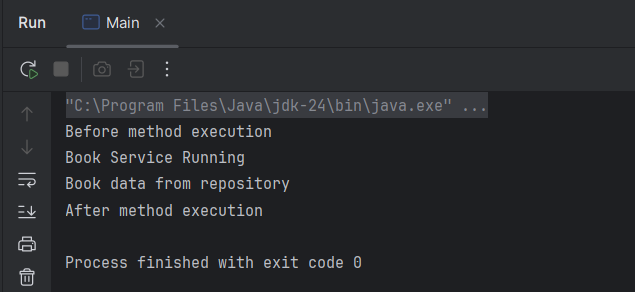 Run
Main
"C:\Program Files\Java\jdk-24\bin\java.exe" ...
Before method execution
Book Service Running
Book data from repository
After method execution
Process finished with exit code 0